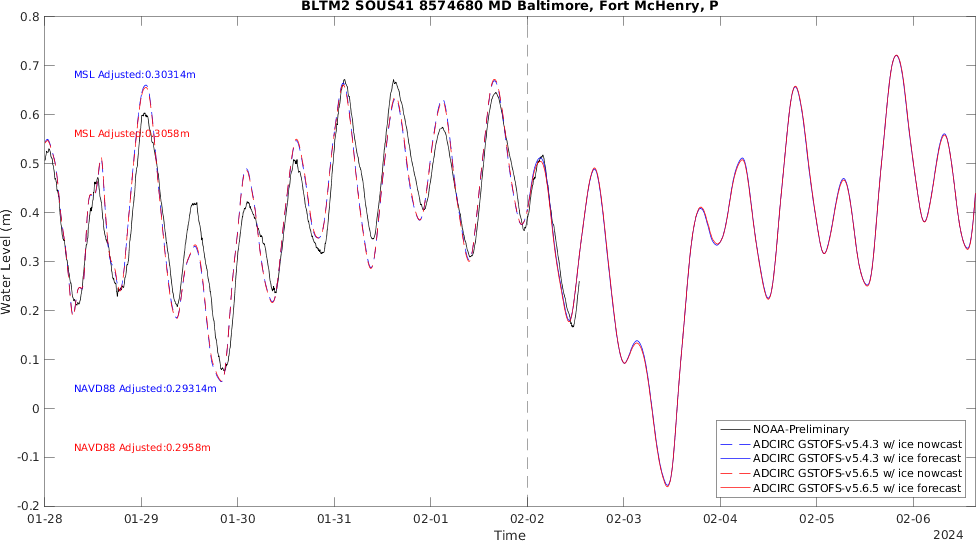 BLTM2 SOUS41 8574680 MD Baltimore, Fort McHenry, P
0.8
0.7
0.6
0.5
0.4
0.3
0.2
0.1
0
-0.1
-0.2
Water Level (m)
MSL Adjusted:0.30314m
MSL Adjusted:0.3058m
NAVD88 Adjusted:0.29314m
NAVD88 Adjusted:0.2958m
NOAA-Preliminary
ADCIRC GSTOFS-v5.4.3 w/ ice nowcast
ADCIRC GSTOFS-v5.4.3 w/ ice forecast
ADCIRC GSTOFS-v5.6.5 w/ ice nowcast
ADCIRC GSTOFS-v5.6.5 w/ ice forecast
01-28 01-29 01-30 01-31 02-01 02-02 02-03 02-04 02-05 02-06
Time
2024